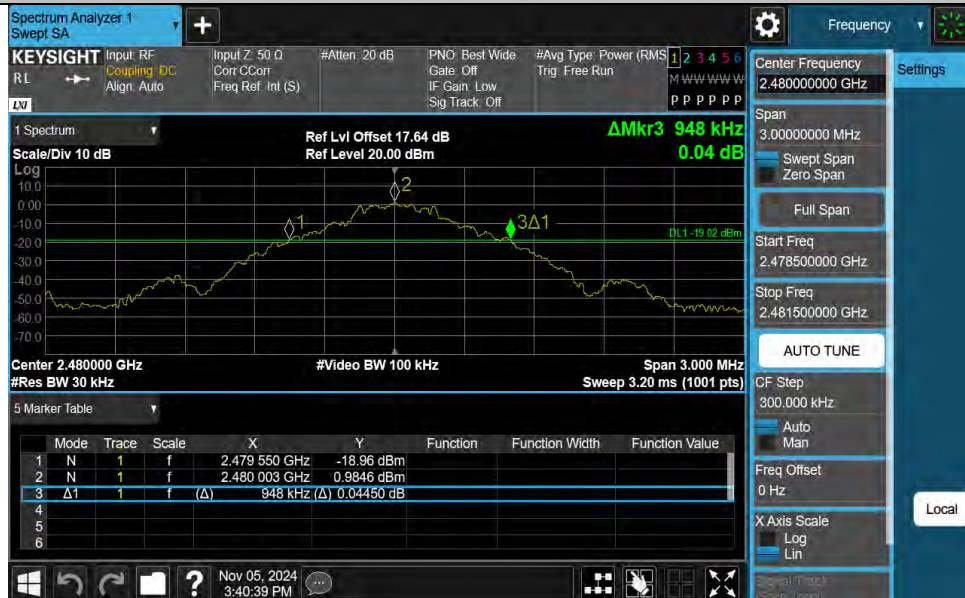 Spectrum Analyzer 1
Swept SA
+
Frequency
KEYSIGHT
RL
LXI
Input: RF
Coupling: DC
Align: Auto
Input Z: 50 Ω
Corr CCorr
Freq Ref: Int (S)
#Atten: 20 dB
PNO: Best Wide
Gate: Off
IF Gain: Low
Sig Track: Off
#Avg Type: Power (RMS
Trig: Free Run
1 2 3 4 5 6
M W W W W W
P P P P P P
1 Spectrum
Scale/Div 10 dB
Ref Lvl Offset 17.64 dB
Ref Level 20.00 dBm
ΔMkr3 948 kHz
0.04 dB
Log
10.0
0.00
-10.0
-20.0
-30.0
-40.0
-50.0
-60.0
-70.0
1
2
3Δ1
DL1 -19.02 dBm
Center 2.480000 GHz
#Video BW 100 kHz
Span 3.000 MHz
#Res BW 30 kHz
Sweep 3.20 ms (1001 pts)
5 Marker Table
Mode Trace Scale X Y Function Function Width Function Value
1 N 1 f 2.479 550 GHz -18.96 dBm
2 N 1 f 2.480 003 GHz 0.9846 dBm
3 Δ1 1 f (Δ) 948 kHz (Δ) 0.04450 dB
4
5
6
?
Nov 05, 2024
3:40:39 PM
Center Frequency
2.480000000 GHz
Span
3.00000000 MHz
Swept Span
Zero Span
Full Span
Start Freq
2.478500000 GHz
Stop Freq
2.481500000 GHz
AUTO TUNE
CF Step
300.000 kHz
Auto
Man
Freq Offset
0 Hz
X Axis Scale
Log
Lin
Signal Track
Settings
Local